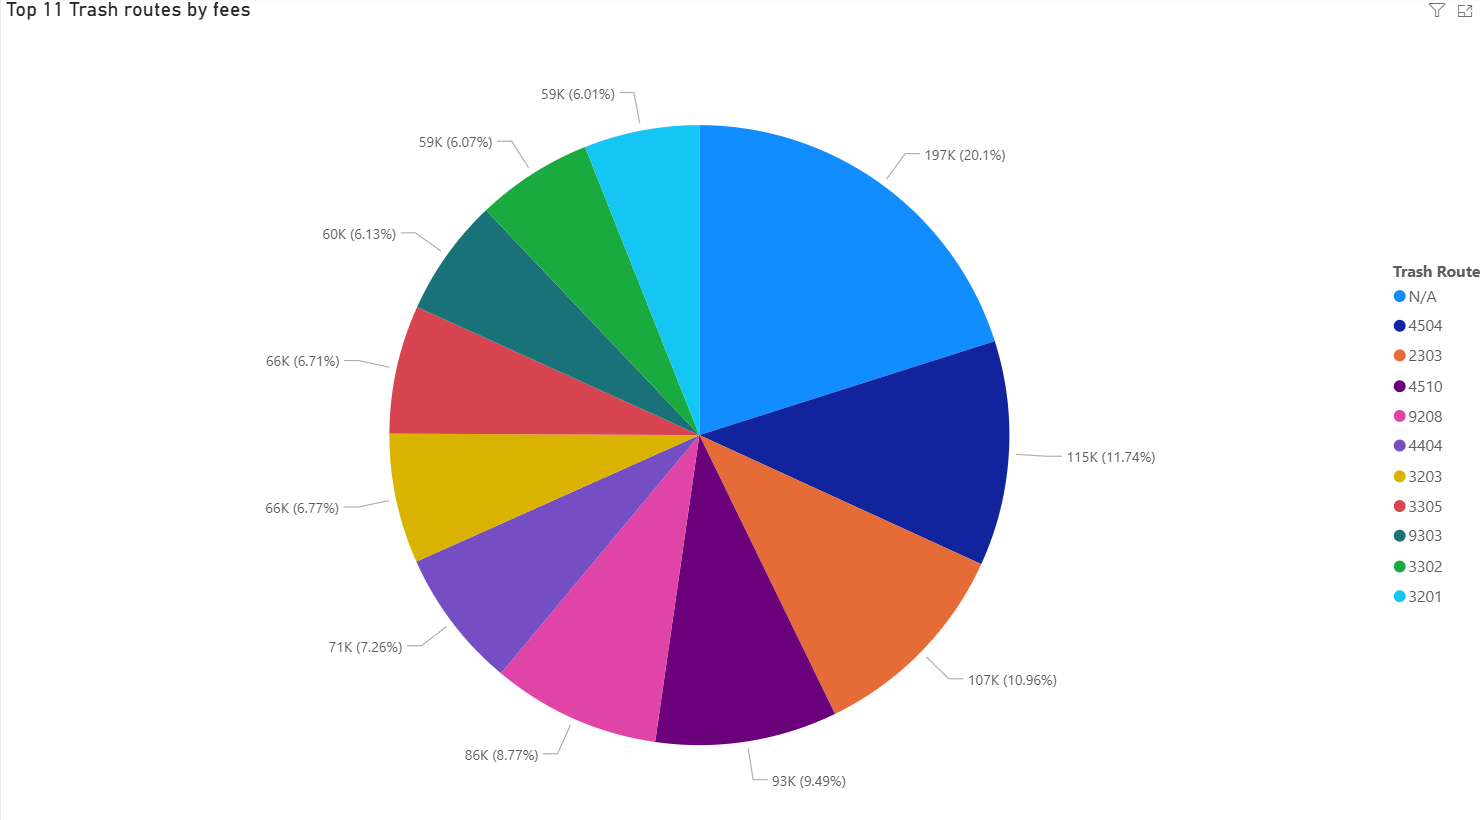 Top 11 Trash routes by fees
59K (6.01%)
59K (6.07%)
197K (20.1%)
60K (6.13%)
66K (6.71%)
115K (11.74%)
66K (6.77%)
71K (7.26%)
107K (10.96%)
86K (8.77%)
93K (9.49%)
Trash Route
N/A
4504
2303
4510
9208
4404
3203
3305
9303
3302
3201